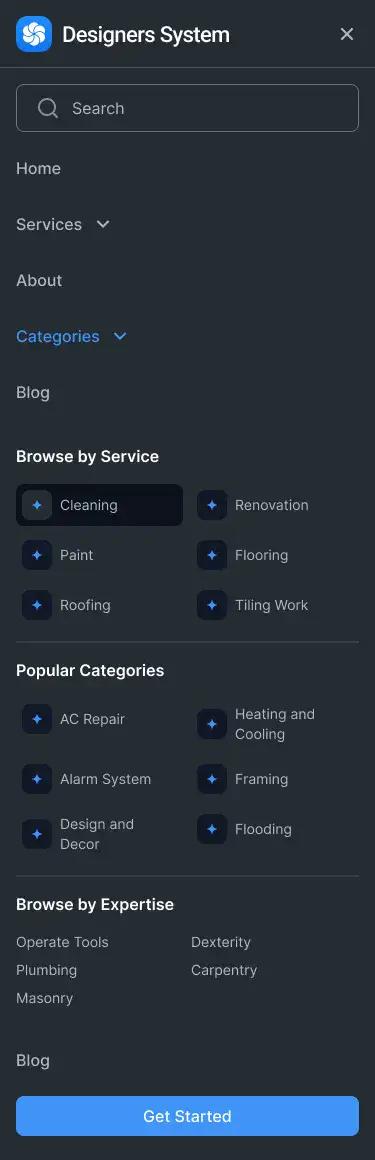 Designers System
Search
Home
Services
About
Categories
Blog
Browse by Service
Cleaning
Renovation
Paint
Flooring
Roofing
Tiling Work
Popular Categories
AC Repair
Heating and
Cooling
Alarm System
Framing
Design and
Decor
Flooding
Browse by Expertise
Operate Tools
Dexterity
Plumbing
Carpentry
Masonry
Blog
Get Started